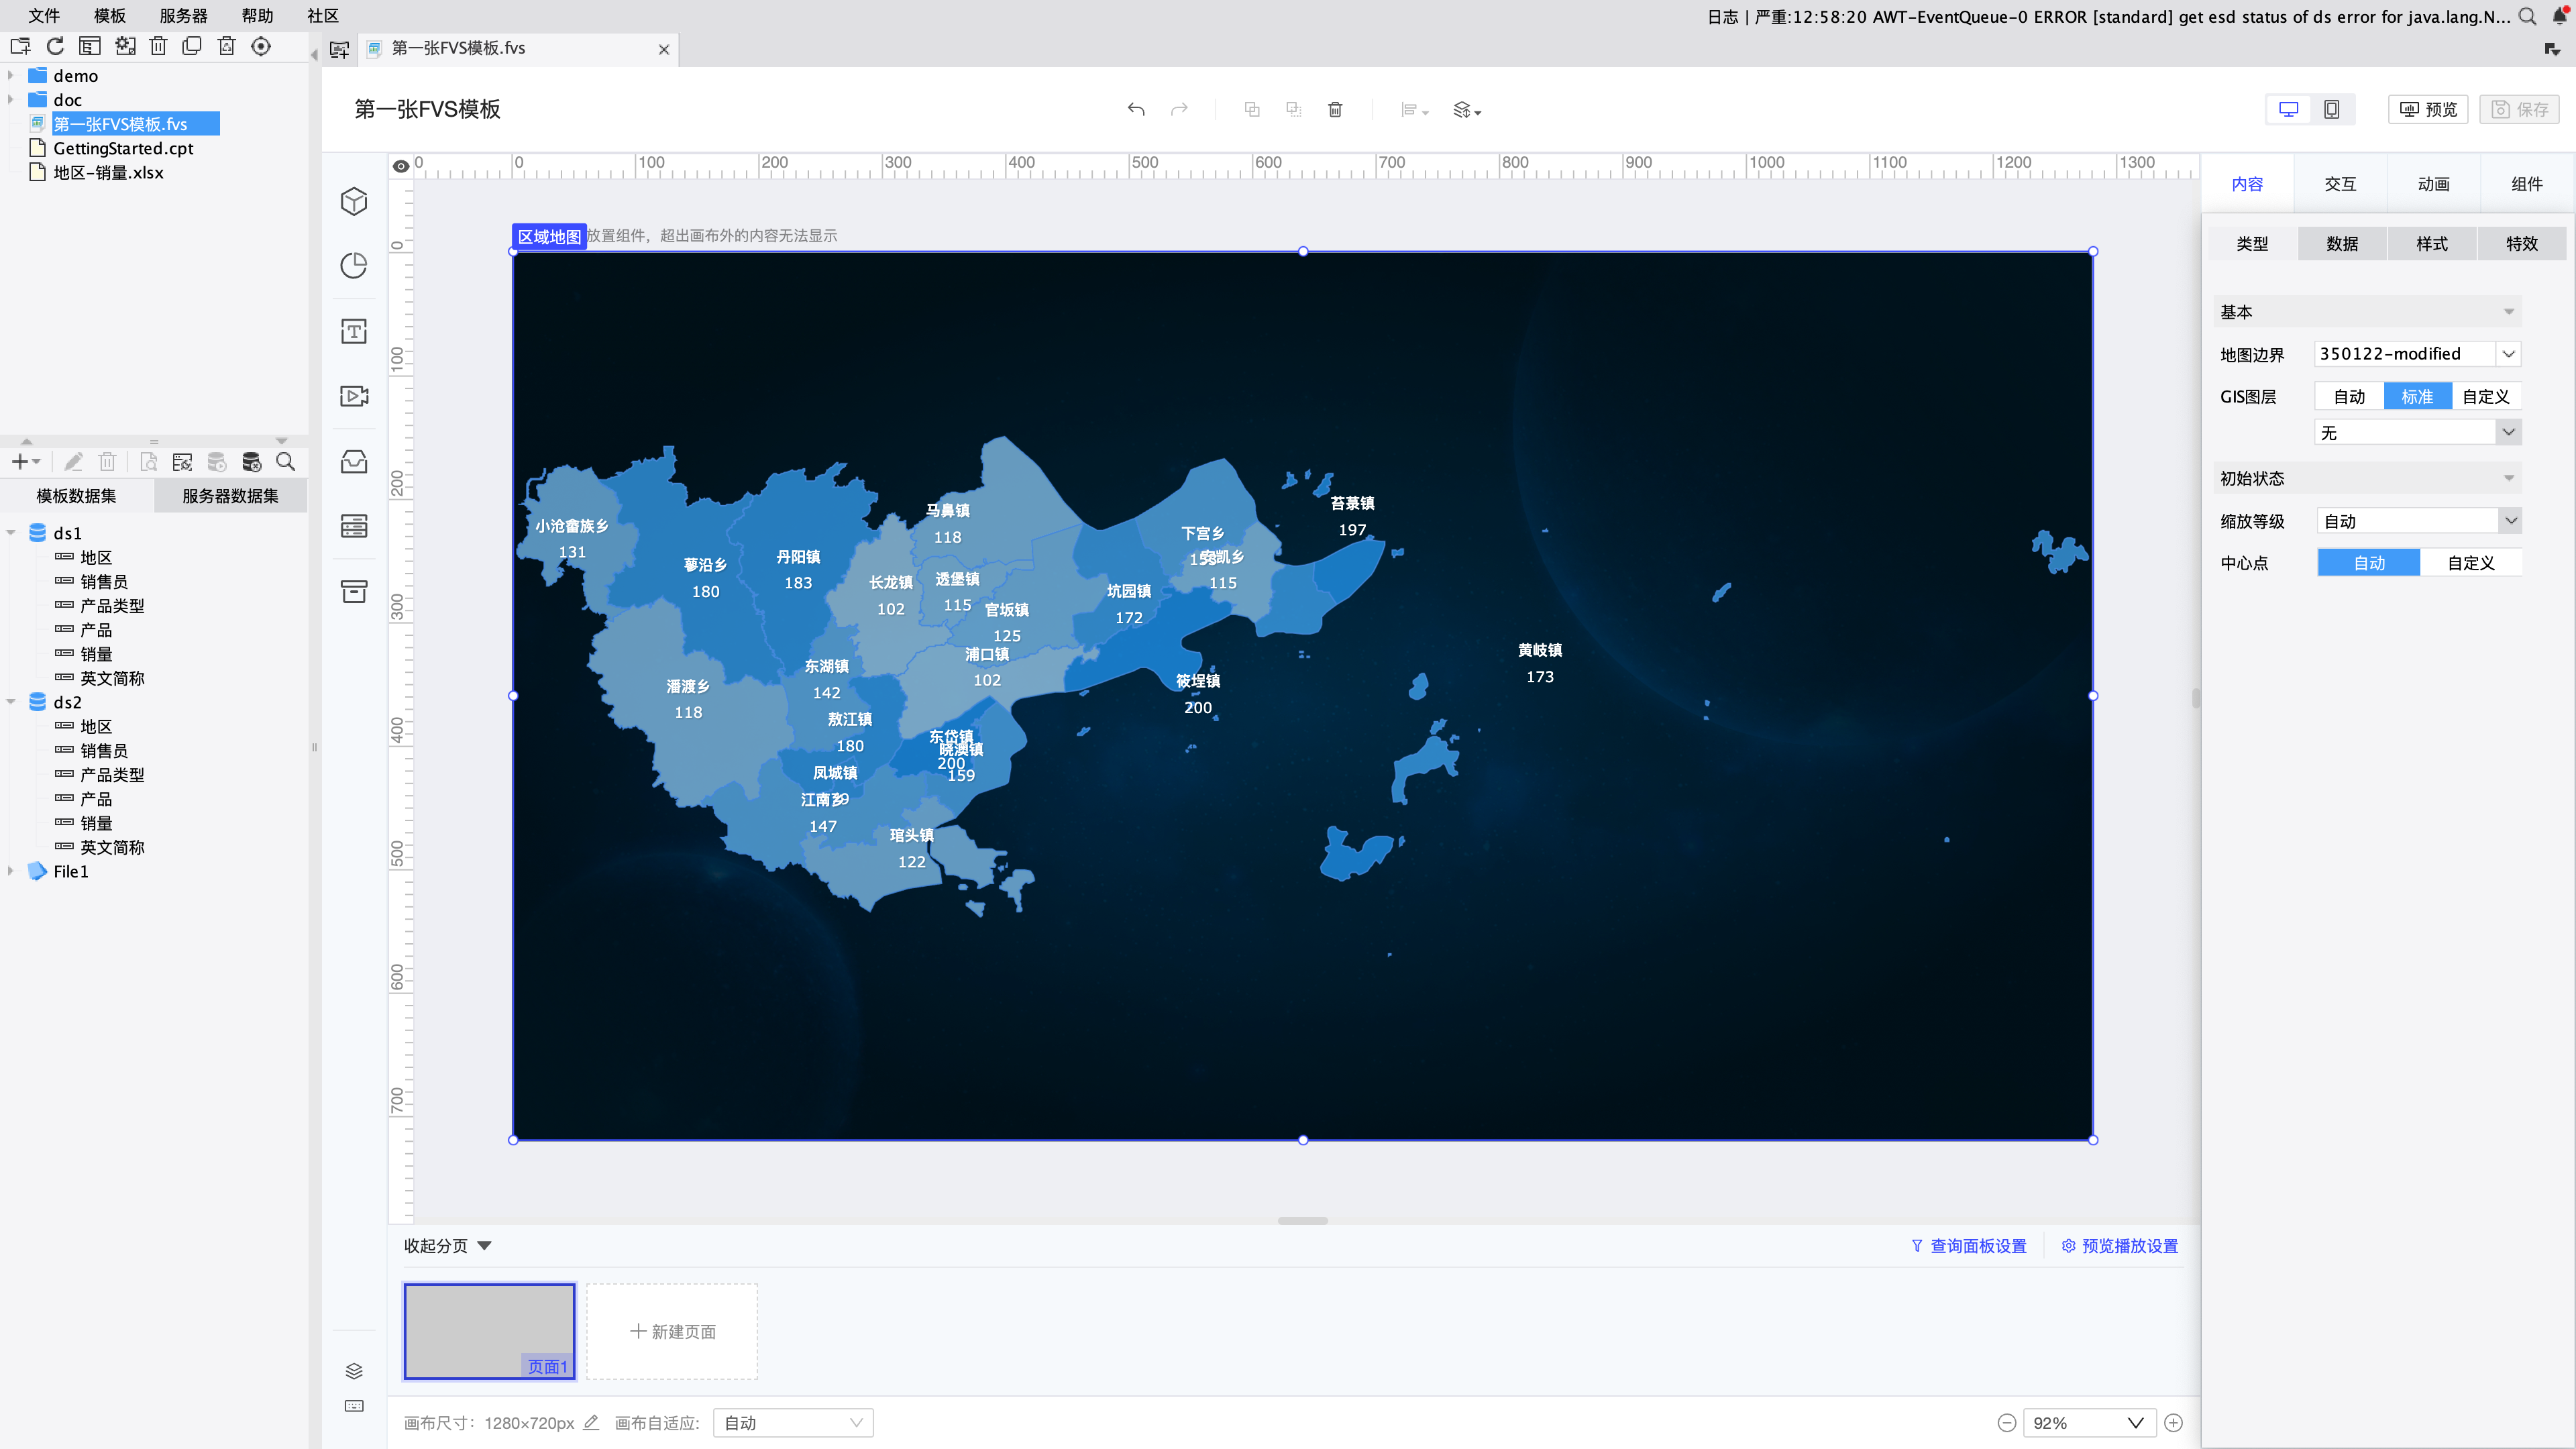 文件 模板 服务器 帮助 社区
日志 | 严重:12:58:20 AWT-EventQueue-0 ERROR [standard] get esd status of ds error for java.lang.N...
第一张FVS模板.fvs
demo
doc
第一张FVS模板.fvs
GettingStarted.cpt
地区-销量.xlsx
模板数据集 服务器数据集
ds1
地区
销售员
产品类型
产品
销量
英文简称
ds2
地区
销售员
产品类型
产品
销量
英文简称
File1
第一张FVS模板
预览 保存
0 0 100 200 300 400 500 600 700 800 900 1000 1100 1200 1300
0
100
200
300
400
500
600
700
区域地图 放置组件，超出画布外的内容无法显示
小沧畲族乡
131
蓼沿乡
180
丹阳镇
183
马鼻镇
118
长龙镇
102
透堡镇
115
官坂镇
125
浦口镇
102
坑园镇
172
下宫乡
安凯乡
115
苔菉镇
197
黄岐镇
173
筱埕镇
200
东湖镇
142
潘渡乡
118
敖江镇
180
东岱镇
200
晓澳镇
159
凤城镇
江南乡
147
琯头镇
122
内容 交互 动画 组件
类型 数据 样式 特效
基本
地图边界 350122-modified
GIS图层 自动 标准 自定义
无
初始状态
缩放等级 自动
中心点 自动 自定义
收起分页
查询面板设置 预览播放设置
页面1
新建页面
画布尺寸: 1280×720px 画布自适应: 自动
92%